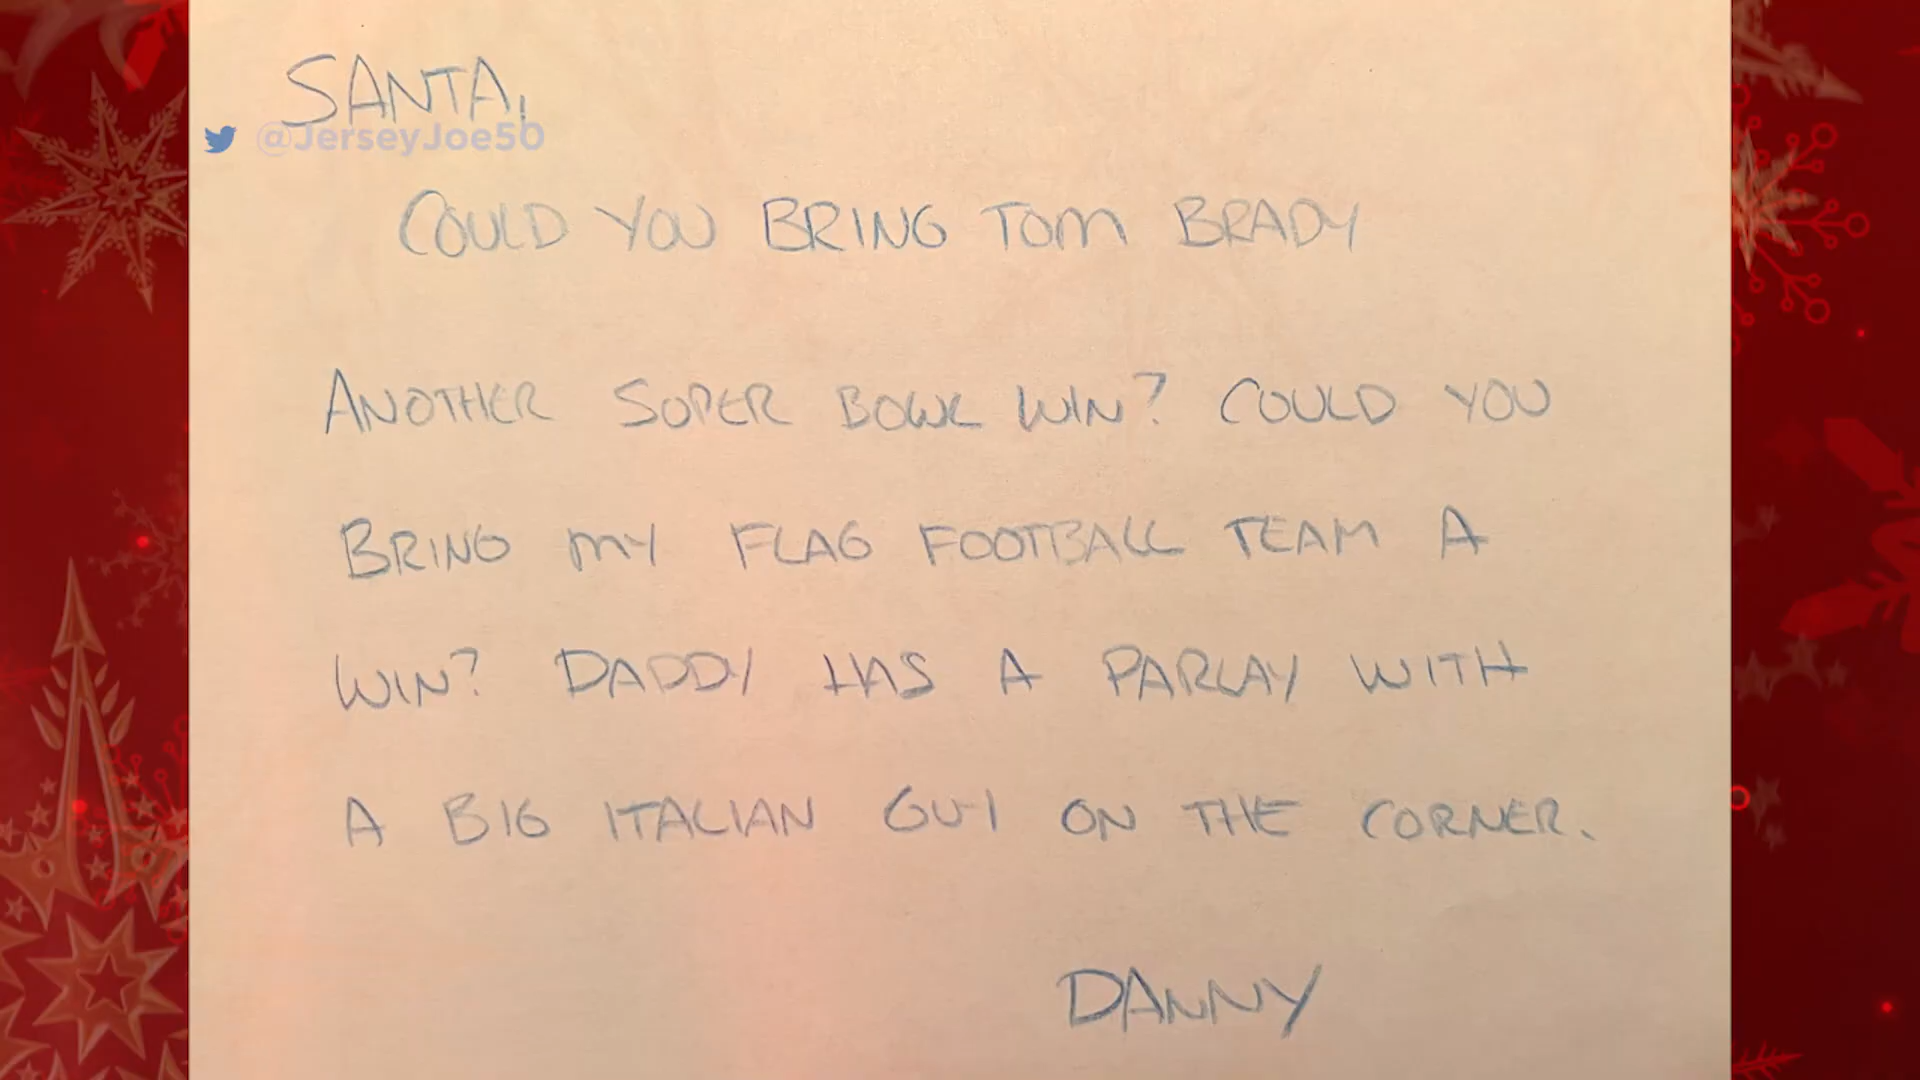 SANTA,
@JerseyJoe50
COULD YOU BRING TOM BRADY
ANOTHER SUPER BOWL WIN? COULD YOU
BRING MY FLAG FOOTBALL TEAM A
WIN? DADDY HAS A PARLAY WITH
A BIG ITALIAN GUY ON THE CORNER.
DANNY